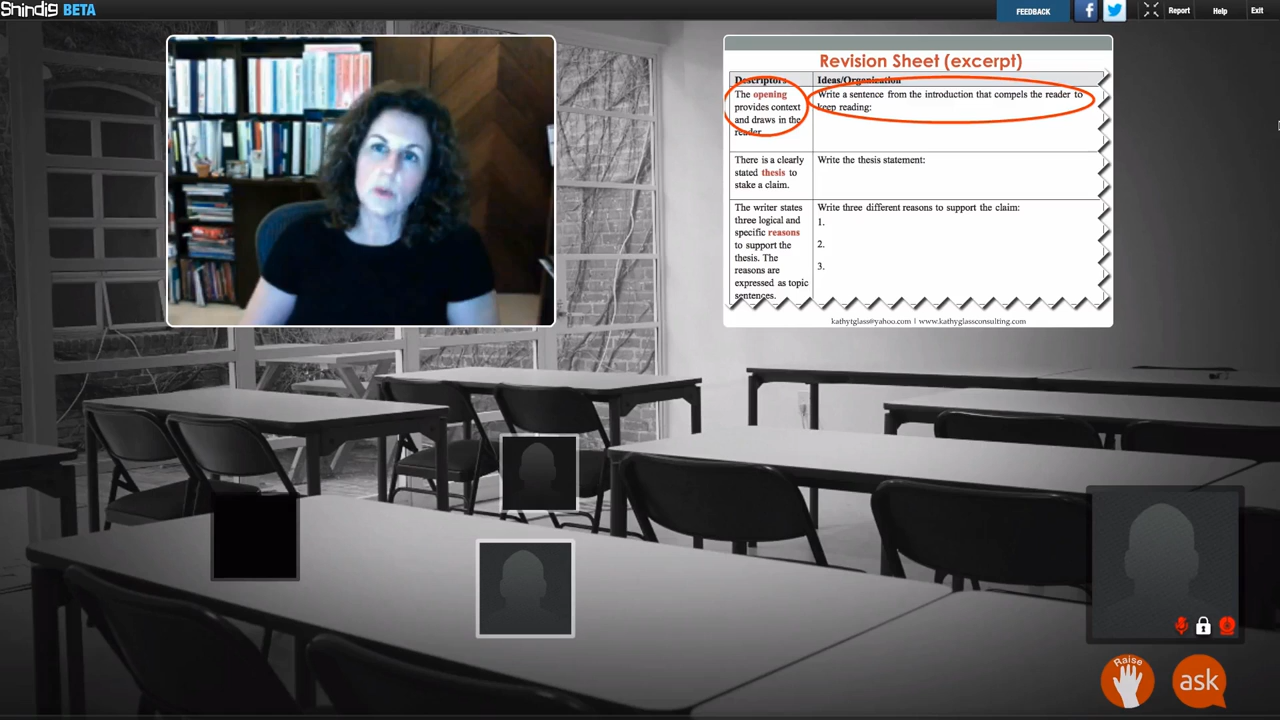 Shindig BETA
FEEDBACK
Report
Help
Exit
Revision Sheet (excerpt)
Descriptors
Ideas/Organization
The opening
provides context
and draws in the
reader
Write a sentence from the introduction that compels the reader to
keep reading:
There is a clearly
stated thesis to
stake a claim.
Write the thesis statement:
The writer states
three logical and
specific reasons
to support the
thesis. The
reasons are
expressed as topic
sentences.
Write three different reasons to support the claim:
1.
2.
3.
kathytglass@yahoo.com | www.kathyglassconsulting.com
Raise
ask